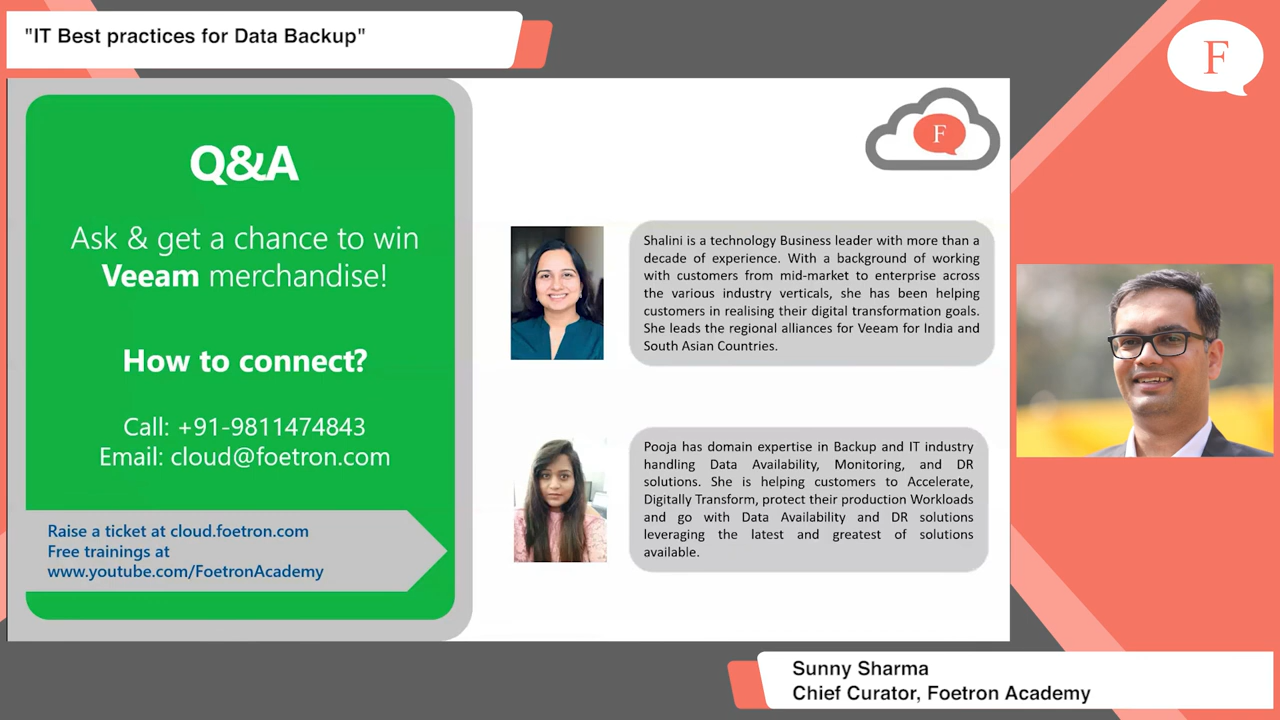 "IT Best practices for Data Backup"
F
Q&A
Ask & get a chance to win
Veeam merchandise!
How to connect?
Call: +91-9811474843
Email: cloud@foetron.com
Raise a ticket at cloud.foetron.com
Free trainings at
www.youtube.com/FoetronAcademy
F
Shalini is a technology Business leader with more than a
decade of experience. With a background of working
with customers from mid-market to enterprise across
the various industry verticals, she has been helping
customers in realising their digital transformation goals.
She leads the regional alliances for Veeam for India and
South Asian Countries.
Pooja has domain expertise in Backup and IT industry
handling Data Availability, Monitoring, and DR
solutions. She is helping customers to Accelerate,
Digitally Transform, protect their production Workloads
and go with Data Availability and DR solutions
leveraging the latest and greatest of solutions
available.
Sunny Sharma
Chief Curator, Foetron Academy